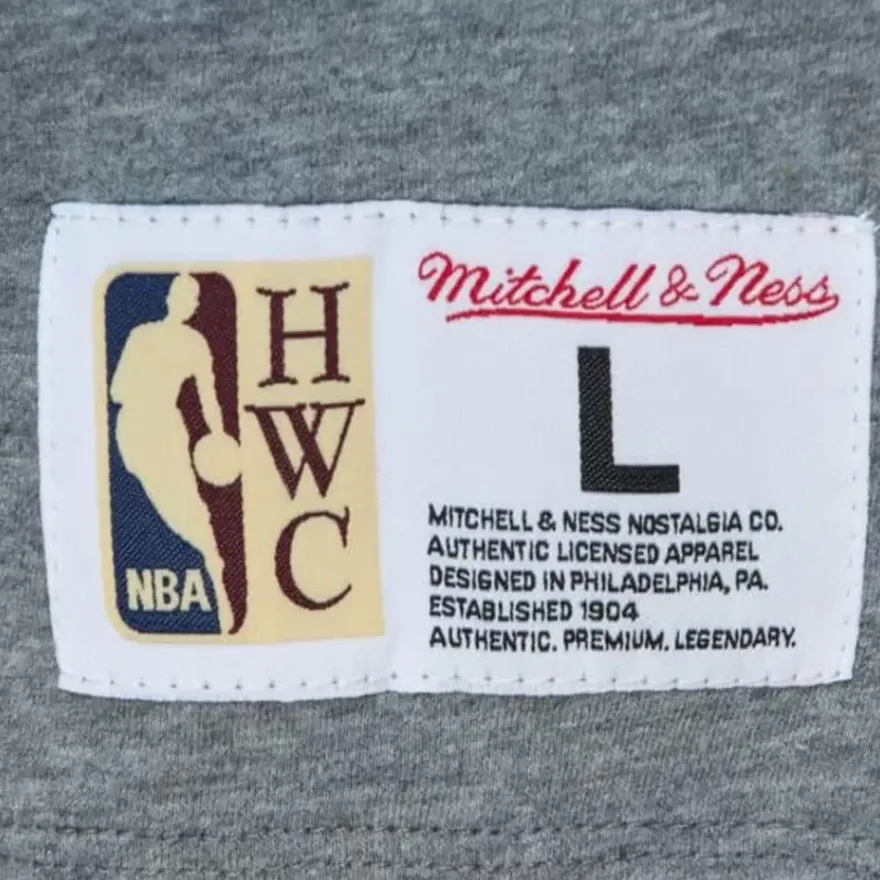 NBA
H
W
C
Mitchell & Ness
L
MITCHELL & NESS NOSTALGIA CO.
AUTHENTIC LICENSED APPAREL
DESIGNED IN PHILADELPHIA, PA.
ESTABLISHED 1904
AUTHENTIC. PREMIUM. LEGENDARY.